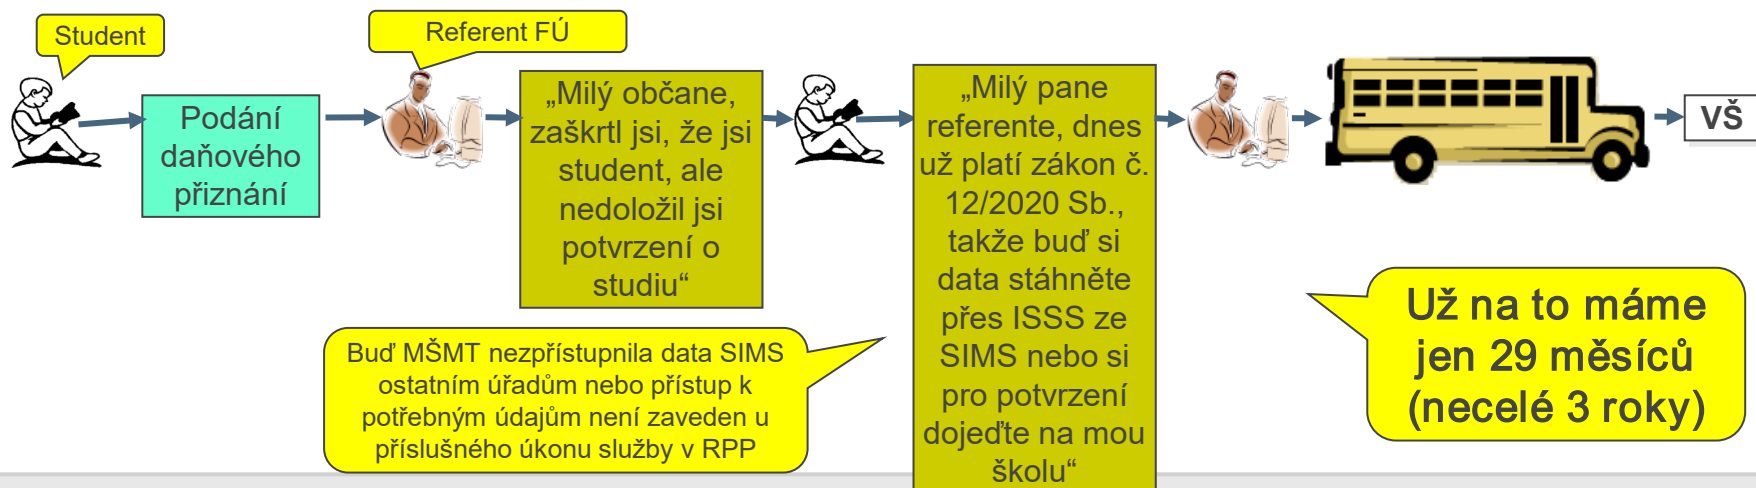 Student
Referent FÚ
Podání
daňového
přiznání
„Milý občane,
zaškrtl jsi, že jsi
student, ale
nedoložil jsi
potvrzení o
studiu“
„Milý pane
referente, dnes
už platí zákon č.
12/2020 Sb.,
takže buď si
data stáhněte
přes ISSS ze
SIMS nebo si
pro potvrzení
dojeďte na mou
školu“
VŠ
Buď MŠMT nezpřístupnila data SIMS
ostatním úřadům nebo přístup k
potřebným údajům není zaveden u
příslušného úkonu služby v RPP
Už na to máme
jen 29 měsíců
(necelé 3 roky)